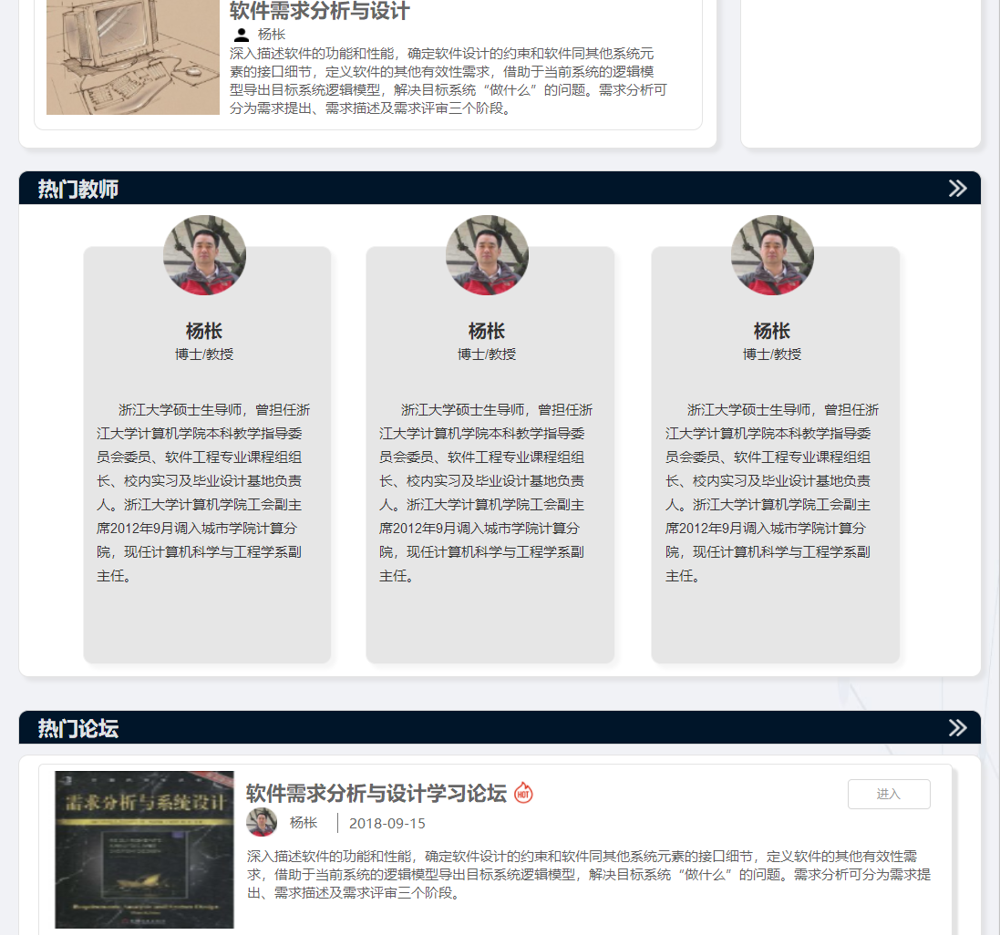 软件需求分析与设计
杨枨
深入描述软件的功能和性能，确定软件设计的约束和软件同其他系统元
素的接口细节，定义软件的其他有效性需求，借助于当前系统的逻辑模
型导出目标系统逻辑模型，解决目标系统“做什么”的问题。需求分析可
分为需求提出、需求描述及需求评审三个阶段。
热门教师
杨枨
博士/教授
浙江大学硕士生导师，曾担任浙
江大学计算机学院本科教学指导委
员会委员、软件工程专业课程组组
长、校内实习及毕业设计基地负责
人。浙江大学计算机学院工会副主
席2012年9月调入城市学院计算分
院，现任计算机科学与工程学系副
主任。
杨枨
博士/教授
浙江大学硕士生导师，曾担任浙
江大学计算机学院本科教学指导委
员会委员、软件工程专业课程组组
长、校内实习及毕业设计基地负责
人。浙江大学计算机学院工会副主
席2012年9月调入城市学院计算分
院，现任计算机科学与工程学系副
主任。
杨枨
博士/教授
浙江大学硕士生导师，曾担任浙
江大学计算机学院本科教学指导委
员会委员、软件工程专业课程组组
长、校内实习及毕业设计基地负责
人。浙江大学计算机学院工会副主
席2012年9月调入城市学院计算分
院，现任计算机科学与工程学系副
主任。
热门论坛
需求分析与系统设计
Requirements Analysis and System Design
软件需求分析与设计学习论坛 HOT
进入
杨枨 2018-09-15
深入描述软件的功能和性能，确定软件设计的约束和软件同其他系统元素的接口细节，定义软件的其他有效性需
求，借助于当前系统的逻辑模型导出目标系统逻辑模型，解决目标系统“做什么”的问题。需求分析可分为需求提
出、需求描述及需求评审三个阶段。